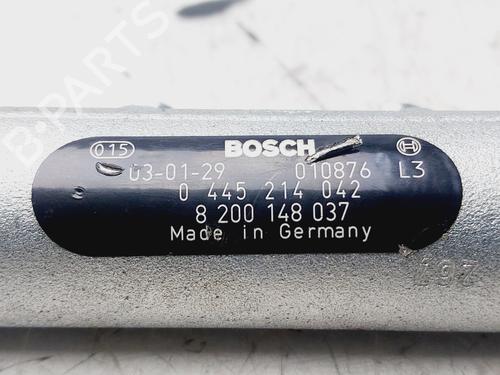 B-PARTS
015 BOSCH
03-01-29 010876 L3
0 445 214 042
8 200 148 037
Made in Germany